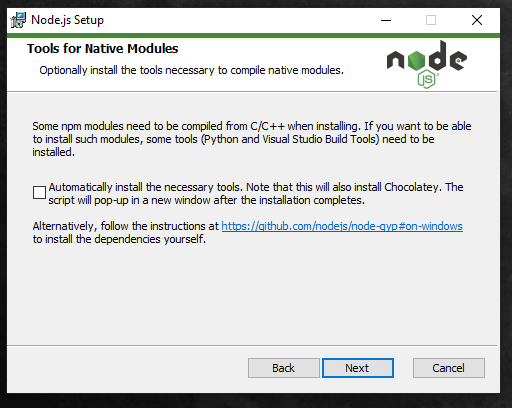 Node.js Setup
Tools for Native Modules
Optionally install the tools necessary to compile native modules.
node
JS
Some npm modules need to be compiled from C/C++ when installing. If you want to be able
to install such modules, some tools (Python and Visual Studio Build Tools) need to be
installed.
Automatically install the necessary tools. Note that this will also install Chocolatey. The
script will pop-up in a new window after the installation completes.
Alternatively, follow the instructions at https://github.com/nodejs/node-gyp#on-windows
to install the dependencies yourself.
Back Next Cancel